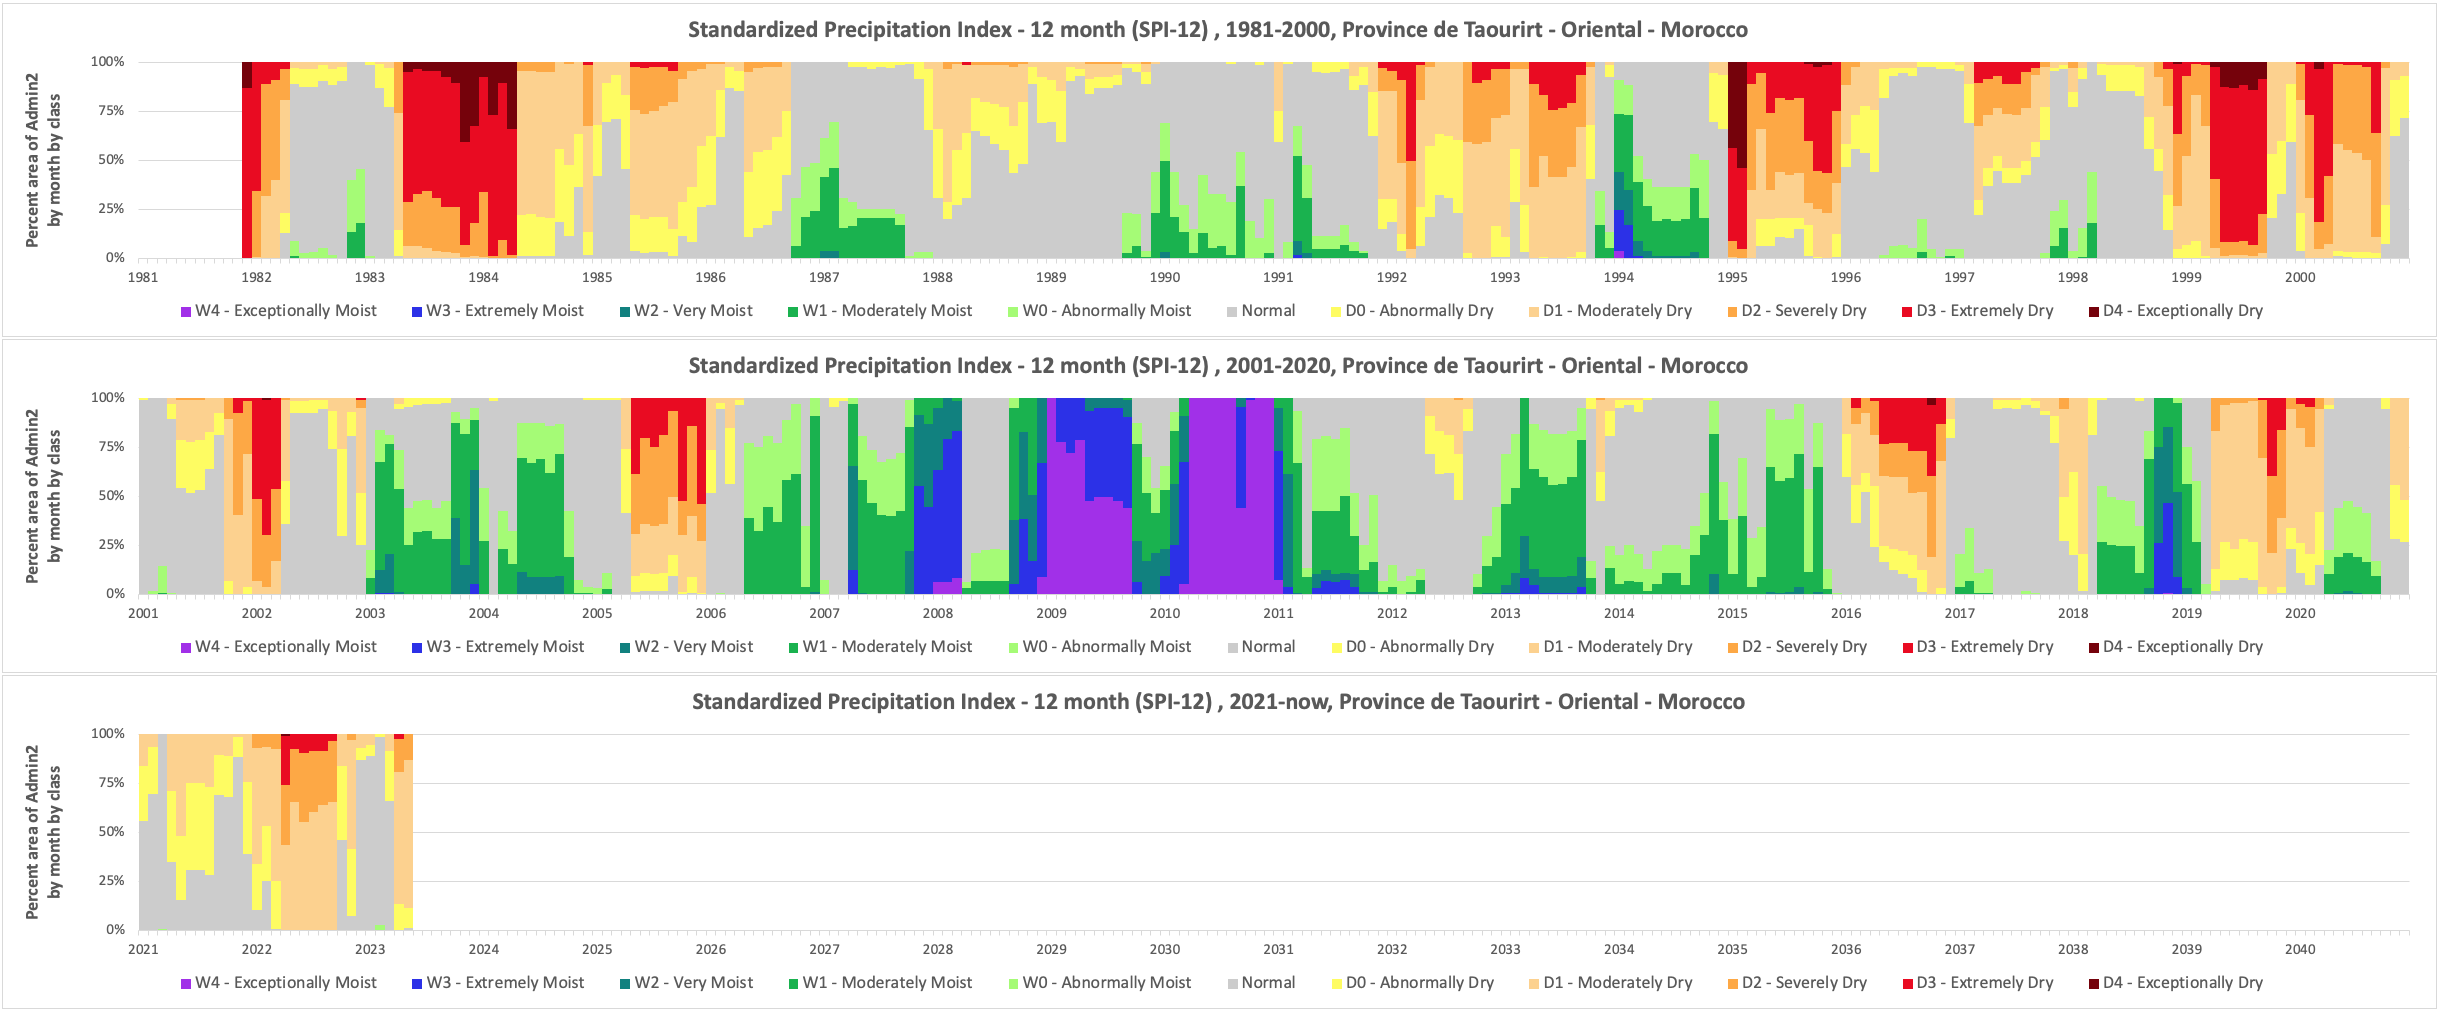 Standardized Precipitation Index - 12 month (SPI-12) , 1981-2000, Province de Taourirt - Oriental - Morocco
Percent area of Admin2
by month by class
100%
75%
50%
25%
0%
1981 1982 1983 1984 1985 1986 1987 1988 1989 1990 1991 1992 1993 1994 1995 1996 1997 1998 1999 2000
W4 - Exceptionally Moist W3 - Extremely Moist W2 - Very Moist W1 - Moderately Moist W0 - Abnormally Moist Normal D0 - Abnormally Dry D1 - Moderately Dry D2 - Severely Dry D3 - Extremely Dry D4 - Exceptionally Dry
Standardized Precipitation Index - 12 month (SPI-12) , 2001-2020, Province de Taourirt - Oriental - Morocco
Percent area of Admin2
by month by class
100%
75%
50%
25%
0%
2001 2002 2003 2004 2005 2006 2007 2008 2009 2010 2011 2012 2013 2014 2015 2016 2017 2018 2019 2020
W4 - Exceptionally Moist W3 - Extremely Moist W2 - Very Moist W1 - Moderately Moist W0 - Abnormally Moist Normal D0 - Abnormally Dry D1 - Moderately Dry D2 - Severely Dry D3 - Extremely Dry D4 - Exceptionally Dry
Standardized Precipitation Index - 12 month (SPI-12) , 2021-now, Province de Taourirt - Oriental - Morocco
Percent area of Admin2
by month by class
100%
75%
50%
25%
0%
2021 2022 2023 2024 2025 2026 2027 2028 2029 2030 2031 2032 2033 2034 2035 2036 2037 2038 2039 2040
W4 - Exceptionally Moist W3 - Extremely Moist W2 - Very Moist W1 - Moderately Moist W0 - Abnormally Moist Normal D0 - Abnormally Dry D1 - Moderately Dry D2 - Severely Dry D3 - Extremely Dry D4 - Exceptionally Dry